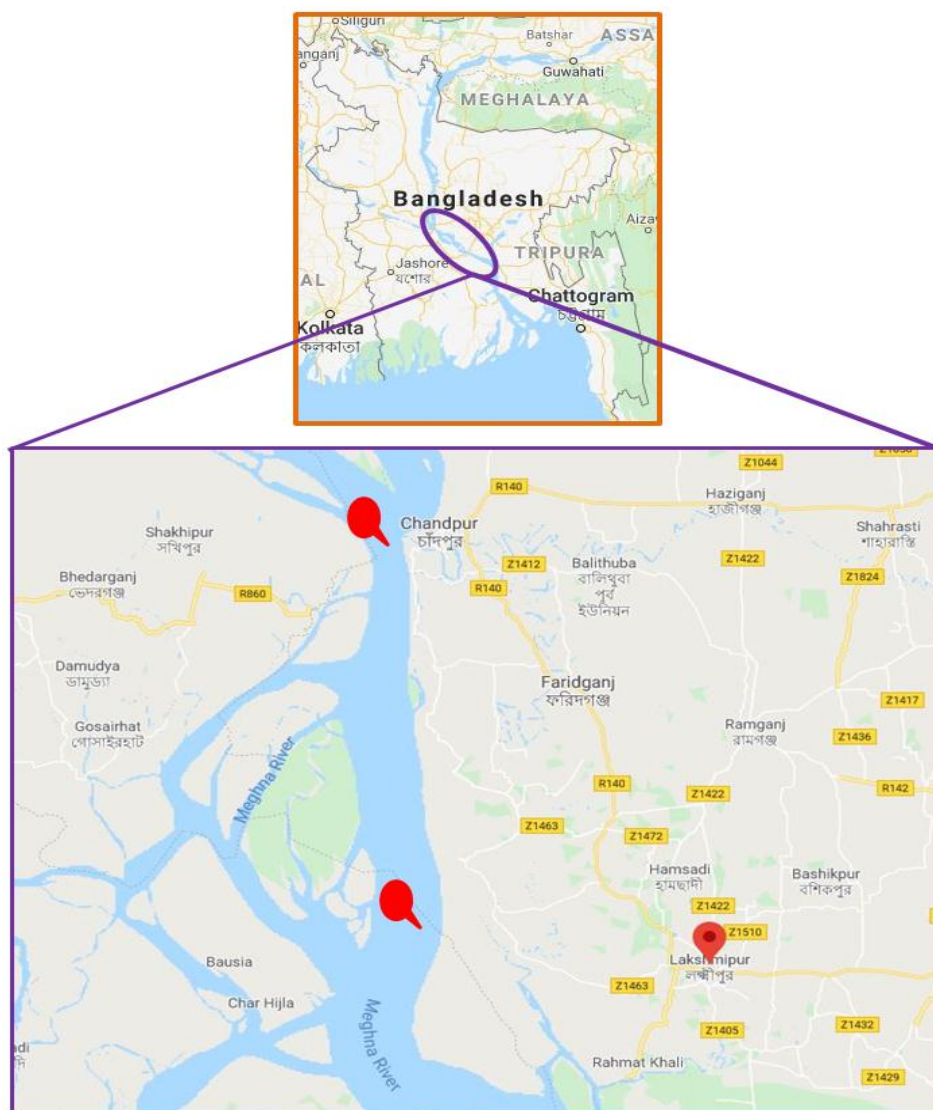 Siliguri
anganj
Batshar
ASSA
Guwahati
MEGHALAYA
Bangladesh
Aizav
TRIPURA
Jashore
যশোর
AL
Chattogram
চট্টগ্রাম
Kolkata
কলকাতা
Z1044
R140
Haziganj
হাজীগঞ্জ
Shakhipur
সখিপুর
Chandpur
চাঁদপুর
Shahrasti
শাহারাস্তি
Z1412
Balithuba
বালিথুবা
পূর্ব
ইউনিয়ন
Z1422
Bhedarganj
ভেদরগঞ্জ
R860
R140
Z1824
Damudya
ডামুড্যা
Faridganj
ফরিদগঞ্জ
Z1417
Gosairhat
গোসাইরহাট
Ramganj
রামগঞ্জ
Z1436
Meghna River
R140
Z1422
R142
Z1463
Z1472
Hamsadi
হামছাদী
Bashikpur
বশিকপুর
Z1422
Z1510
Bausia
Lakshmipur
লক্ষ্মীপুর
Z1463
Char Hijla
Meghna River
Z1405
Z1432
Rahmat Khali
Z1429